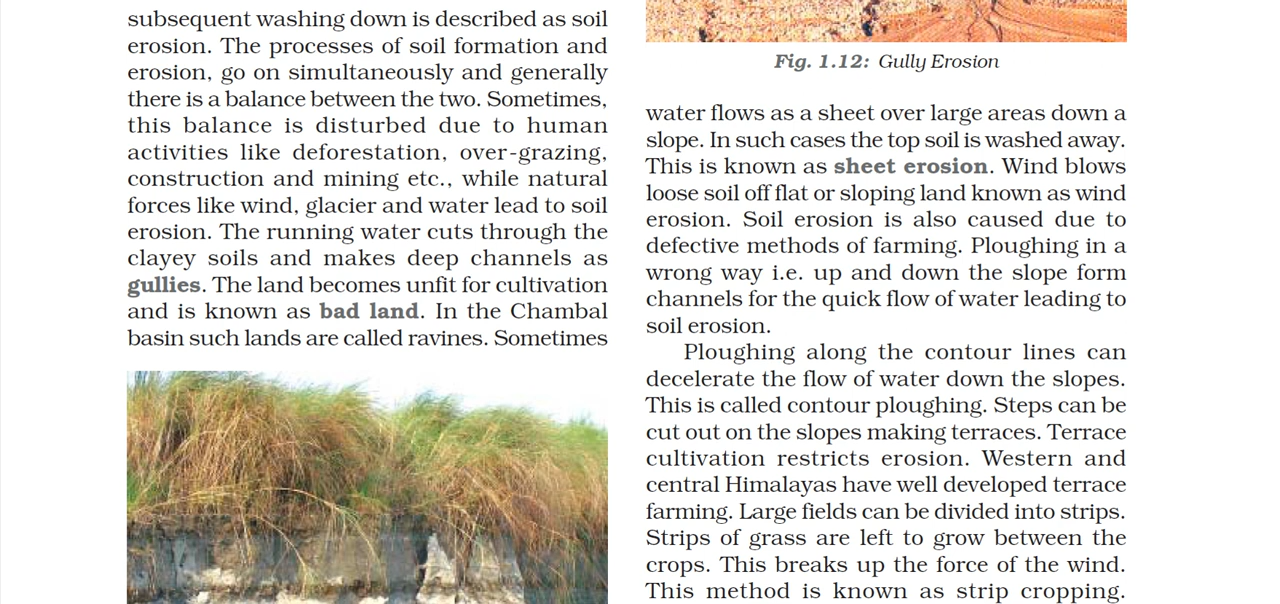 subsequent washing down is described as soil
erosion. The processes of soil formation and
erosion, go on simultaneously and generally
there is a balance between the two. Sometimes,
this balance is disturbed due to human
activities like deforestation, over-grazing,
construction and mining etc., while natural
forces like wind, glacier and water lead to soil
erosion. The running water cuts through the
clayey soils and makes deep channels as
gullies. The land becomes unfit for cultivation
and is known as bad land. In the Chambal
basin such lands are called ravines. Sometimes
Fig. 1.12: Gully Erosion
water flows as a sheet over large areas down a
slope. In such cases the top soil is washed away.
This is known as sheet erosion. Wind blows
loose soil off flat or sloping land known as wind
erosion. Soil erosion is also caused due to
defective methods of farming. Ploughing in a
wrong way i.e. up and down the slope form
channels for the quick flow of water leading to
soil erosion.
Ploughing along the contour lines can
decelerate the flow of water down the slopes.
This is called contour ploughing. Steps can be
cut out on the slopes making terraces. Terrace
cultivation restricts erosion. Western and
central Himalayas have well developed terrace
farming. Large fields can be divided into strips.
Strips of grass are left to grow between the
crops. This breaks up the force of the wind.
This method is known as strip cropping.